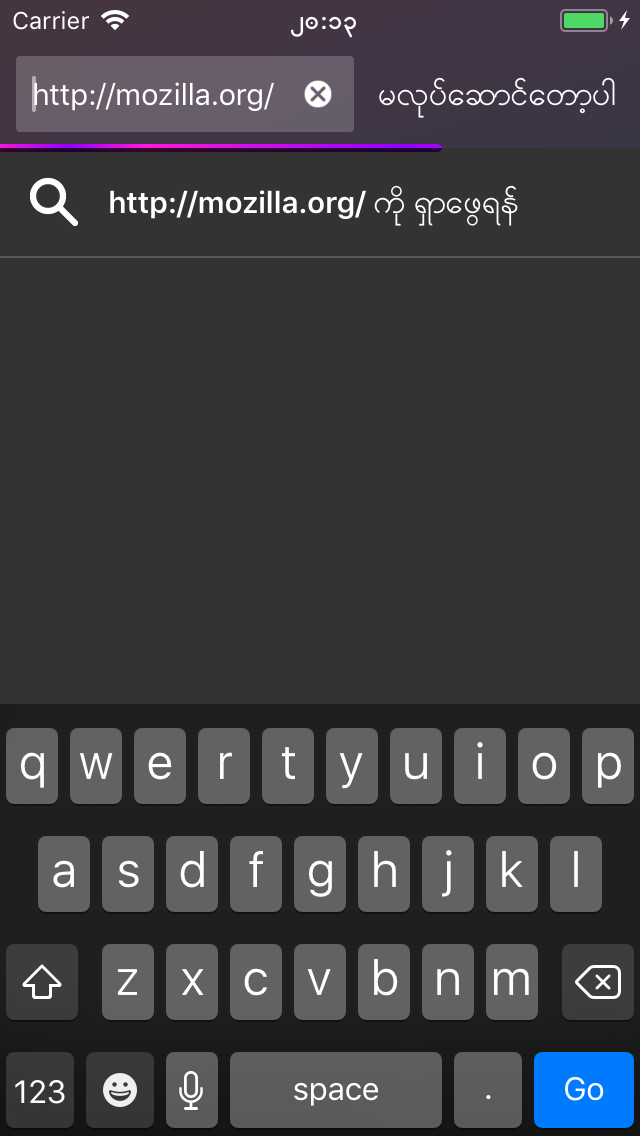 Carrier ၂၀:၁၃
http://mozilla.org/ မလုပ်ဆောင်တော့ပါ
http://mozilla.org/ ကို ရှာဖွေရန်
q w e r t y u i o p
a s d f g h j k l
z x c v b n m
123 space . Go